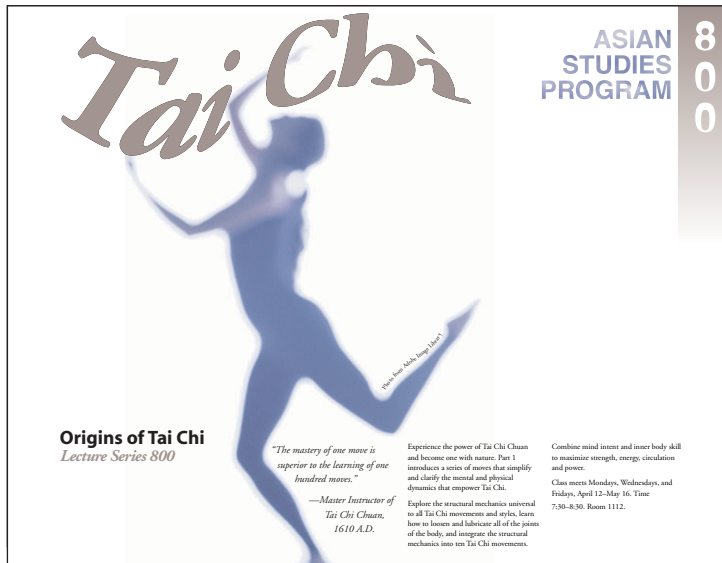 Tai Chi
ASIAN
STUDIES
PROGRAM
800
Photo from Adobe Image Library
Origins of Tai Chi
Lecture Series 800
“The mastery of one move is
superior to the learning of one
hundred moves.”
—Master Instructor of
Tai Chi Chuan,
1610 A.D.
Experience the power of Tai Chi Chuan
and become one with nature. Part 1
introduces a series of moves that simplify
and clarify the mental and physical
dynamics that empower Tai Chi.
Explore the structural mechanics universal
to all Tai Chi movements and styles, learn
how to loosen and lubricate all of the joints
of the body, and integrate the structural
mechanics into ten Tai Chi movements.
Combine mind intent and inner body skill
to maximize strength, energy, circulation
and power.
Class meets Mondays, Wednesdays, and
Fridays, April 12–May 16. Time
7:30–8:30. Room 1112.